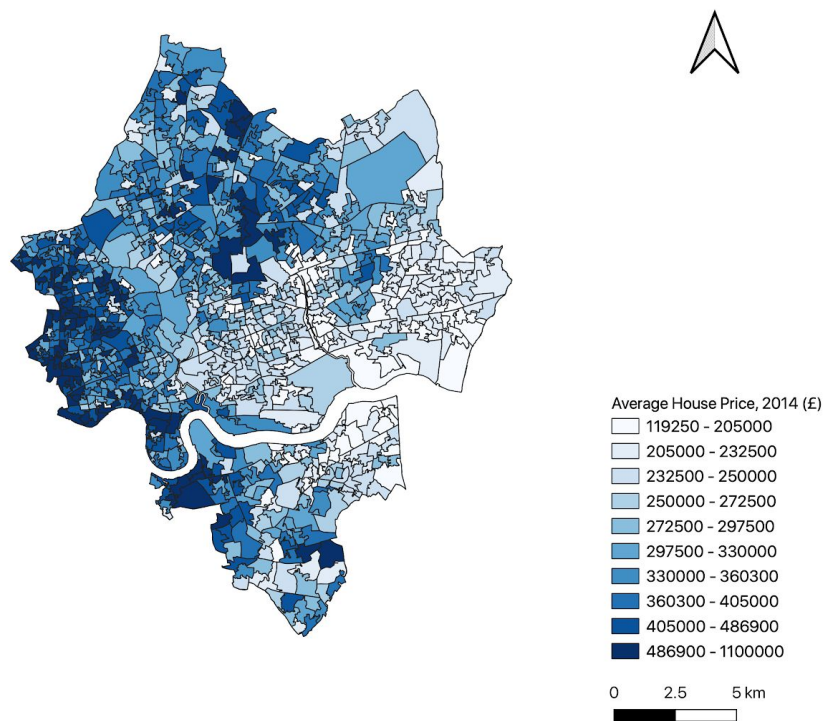 Average House Price, 2014 (£)
119250 - 205000
205000 - 232500
232500 - 250000
250000 - 272500
272500 - 297500
297500 - 330000
330000 - 360300
360300 - 405000
405000 - 486900
486900 - 1100000
0 2.5 5 km